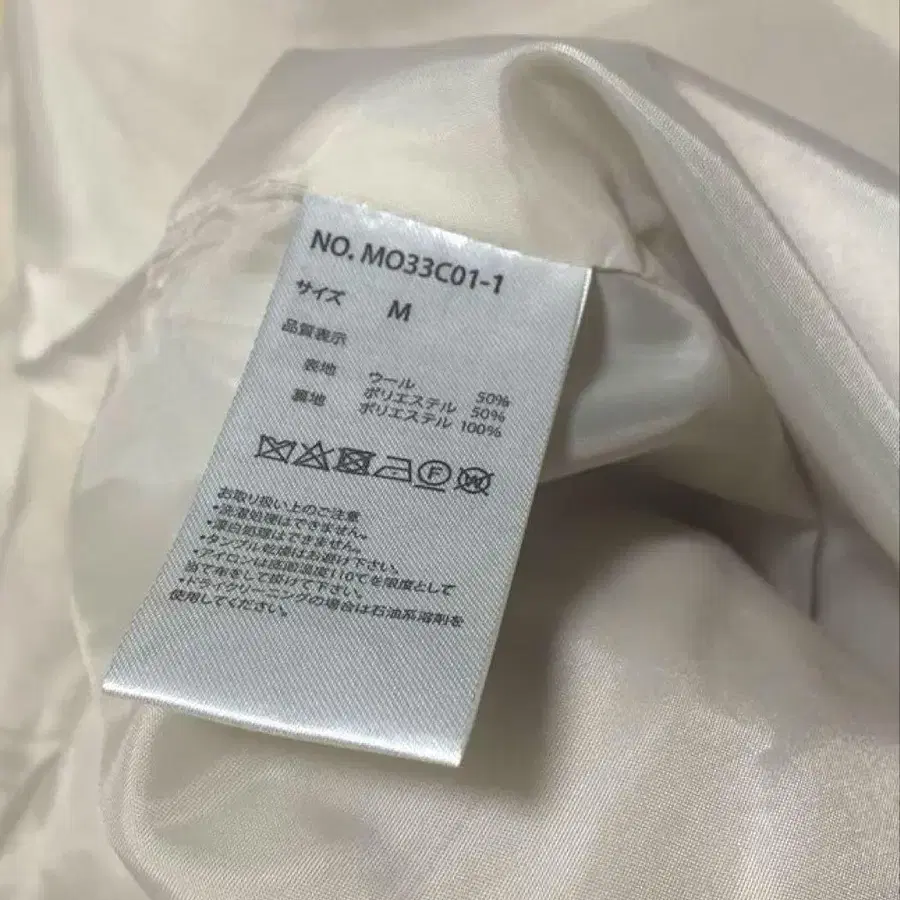 NO. MO33C01-1
サイズ M
品質表示
表地 ウール 50%
ポリエステル 50%
裏地 ポリエステル 100%
F W
お取り扱い上のご注意
・洗濯処理はできません。
・漂白処理はできません。
・タンブル乾燥はお避け下さい。
・アイロンは底面温度110℃を限度として
当て布をして掛けて下さい。
・ドライクリーニングの場合は石油系溶剤を
使用してください。